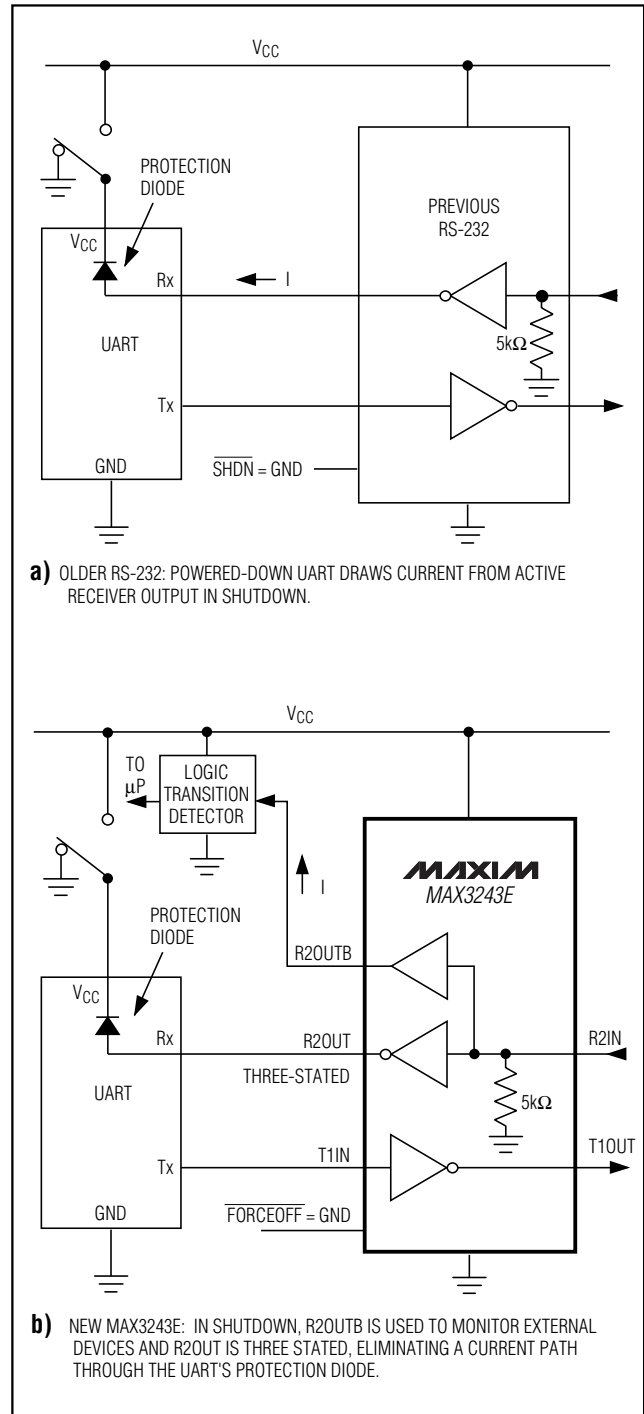 VCC
PROTECTION
DIODE
VCC
Rx
I
UART
Tx
GND
PREVIOUS
RS-232
5kΩ
SHDN = GND
a) OLDER RS-232: POWERED-DOWN UART DRAWS CURRENT FROM ACTIVE
RECEIVER OUTPUT IN SHUTDOWN.
VCC
TO
μP
LOGIC
TRANSITION
DETECTOR
I
MAXIM
MAX3243E
PROTECTION
DIODE
R2OUTB
VCC
Rx
R2OUT
R2IN
THREE-STATED
UART
5kΩ
Tx
T1IN
T1OUT
GND
FORCEOFF = GND
b) NEW MAX3243E: IN SHUTDOWN, R2OUTB IS USED TO MONITOR EXTERNAL
DEVICES AND R2OUT IS THREE STATED, ELIMINATING A CURRENT PATH
THROUGH THE UART'S PROTECTION DIODE.